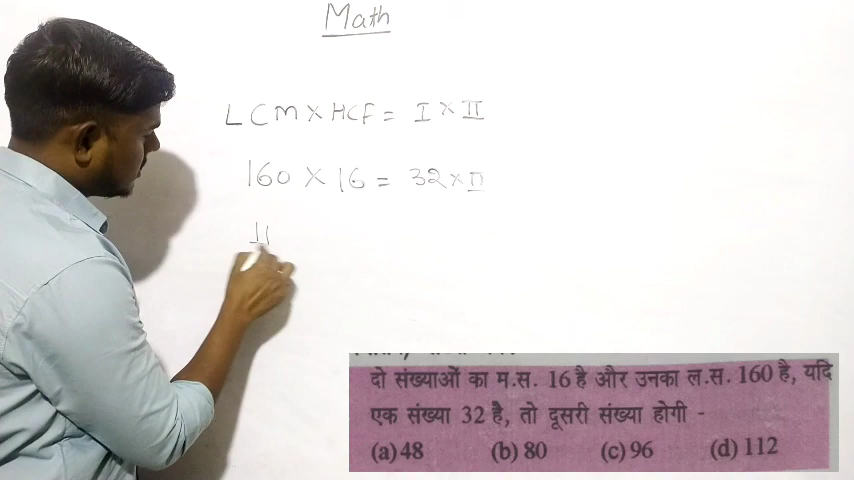 Math
LCM X HCF = I X II
160 X 16 = 32 X II
II
दो संख्याओं का म.स. 16 है और उनका ल.स. 160 है, यदि
एक संख्या 32 है, तो दूसरी संख्या होगी -
(a) 48 (b) 80 (c) 96 (d) 112